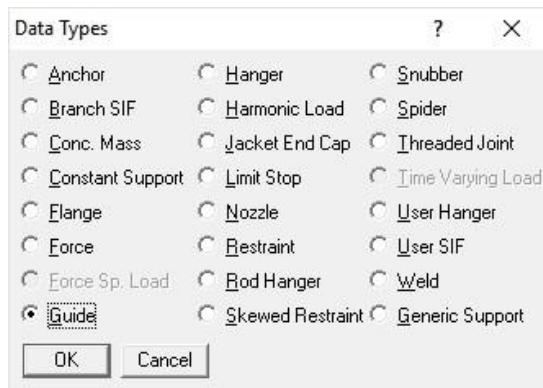 Data Types ?
Anchor
Branch SIF
Conc. Mass
Constant Support
Flange
Force
Force Sp. Load
Guide
Hanger
Harmonic Load
Jacket End Cap
Limit Stop
Nozzle
Restraint
Rod Hanger
Skewed Restraint
Snubber
Spider
Threaded Joint
Time Varying Load
User Hanger
User SIF
Weld
Generic Support
OK Cancel